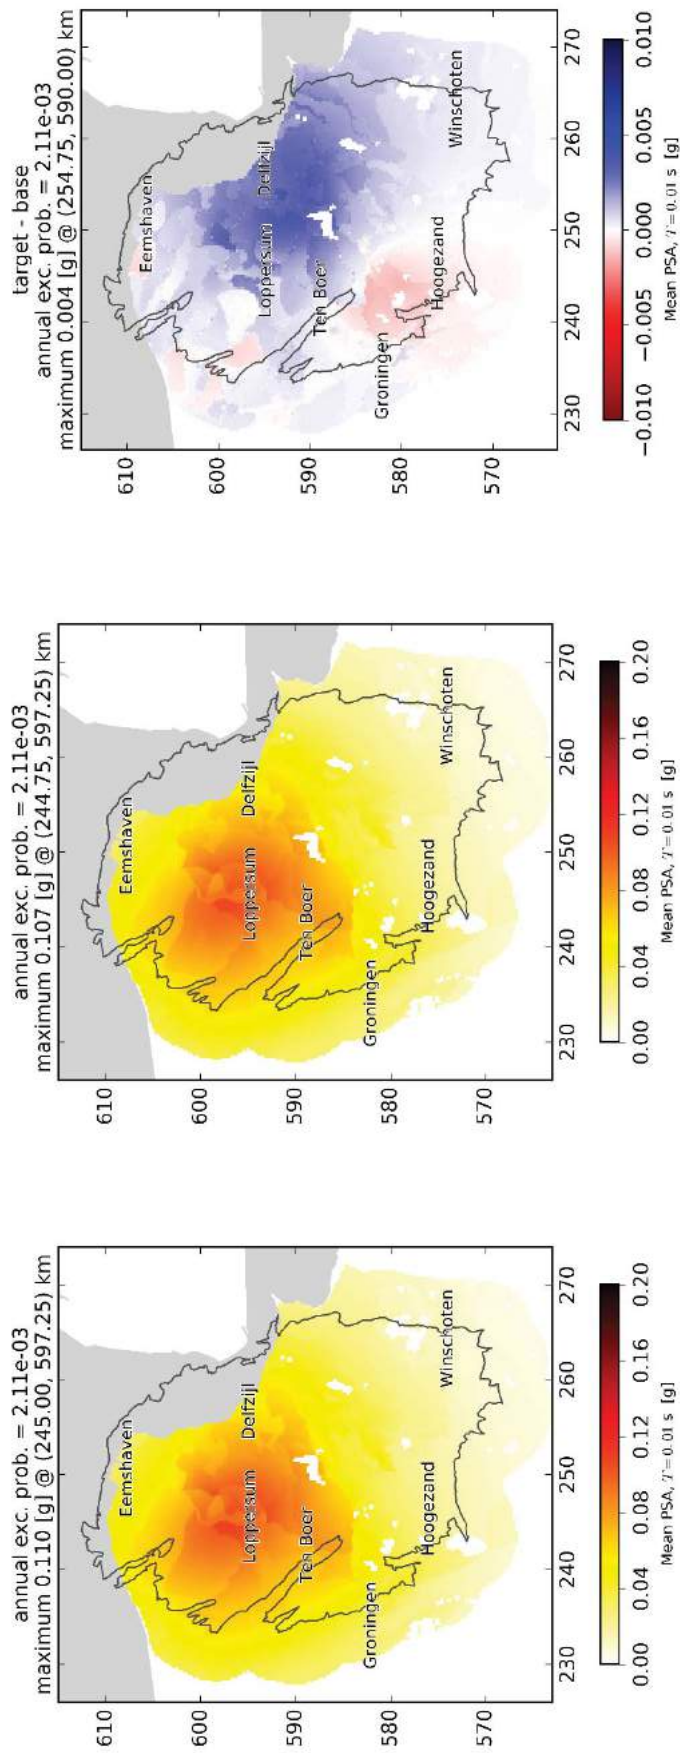 annual exc. prob. = 2.11e-03
maximum 0.110 [g] @ (245.00, 597.25) km
610
600
590
580
570
Eemshaven
Delfzijl
Loppersum
Ten Boer
Groningen
Hoogezand
Winschoten
230
240
250
260
270
0.00
0.04
0.08
0.12
0.16
0.20
Mean PSA, T=0.01 s [g]
annual exc. prob. = 2.11e-03
maximum 0.107 [g] @ (244.75, 597.25) km
610
600
590
580
570
Eemshaven
Delfzijl
Loppersum
Ten Boer
Groningen
Hoogezand
Winschoten
230
240
250
260
270
0.00
0.04
0.08
0.12
0.16
0.20
Mean PSA, T=0.01 s [g]
target - base
annual exc. prob. = 2.11e-03
maximum 0.004 [g] @ (254.75, 590.00) km
610
600
590
580
570
Eemshaven
Delfzijl
Loppersum
Ten Boer
Groningen
Hoogezand
Winschoten
230
240
250
260
270
−0.010
−0.005
0.000
0.005
0.010
Mean PSA, T=0.01 s [g]